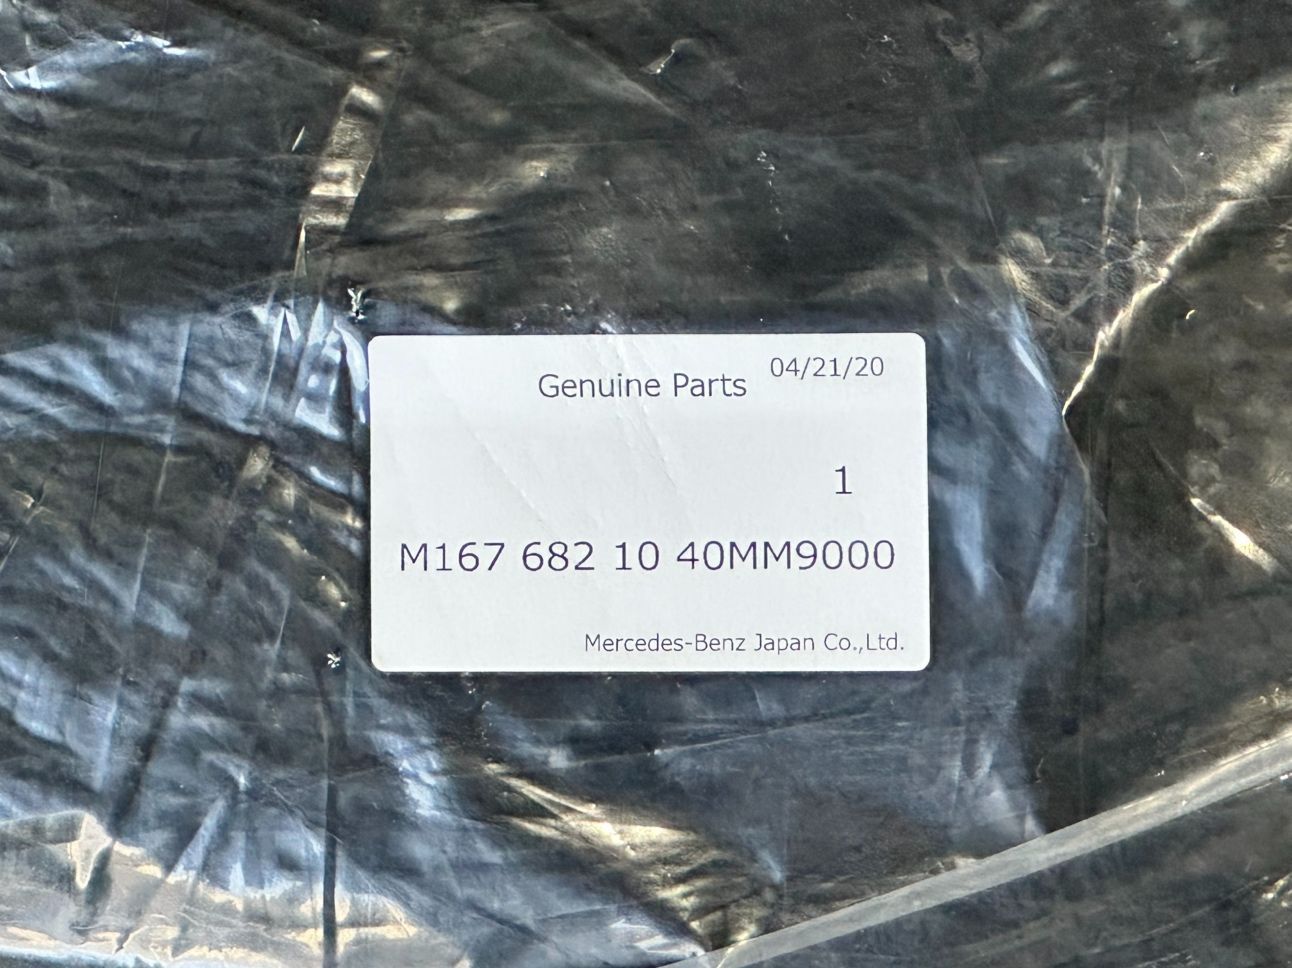 Genuine Parts 04/21/20
1
M167 682 10 40MM9000
Mercedes-Benz Japan Co.,Ltd.